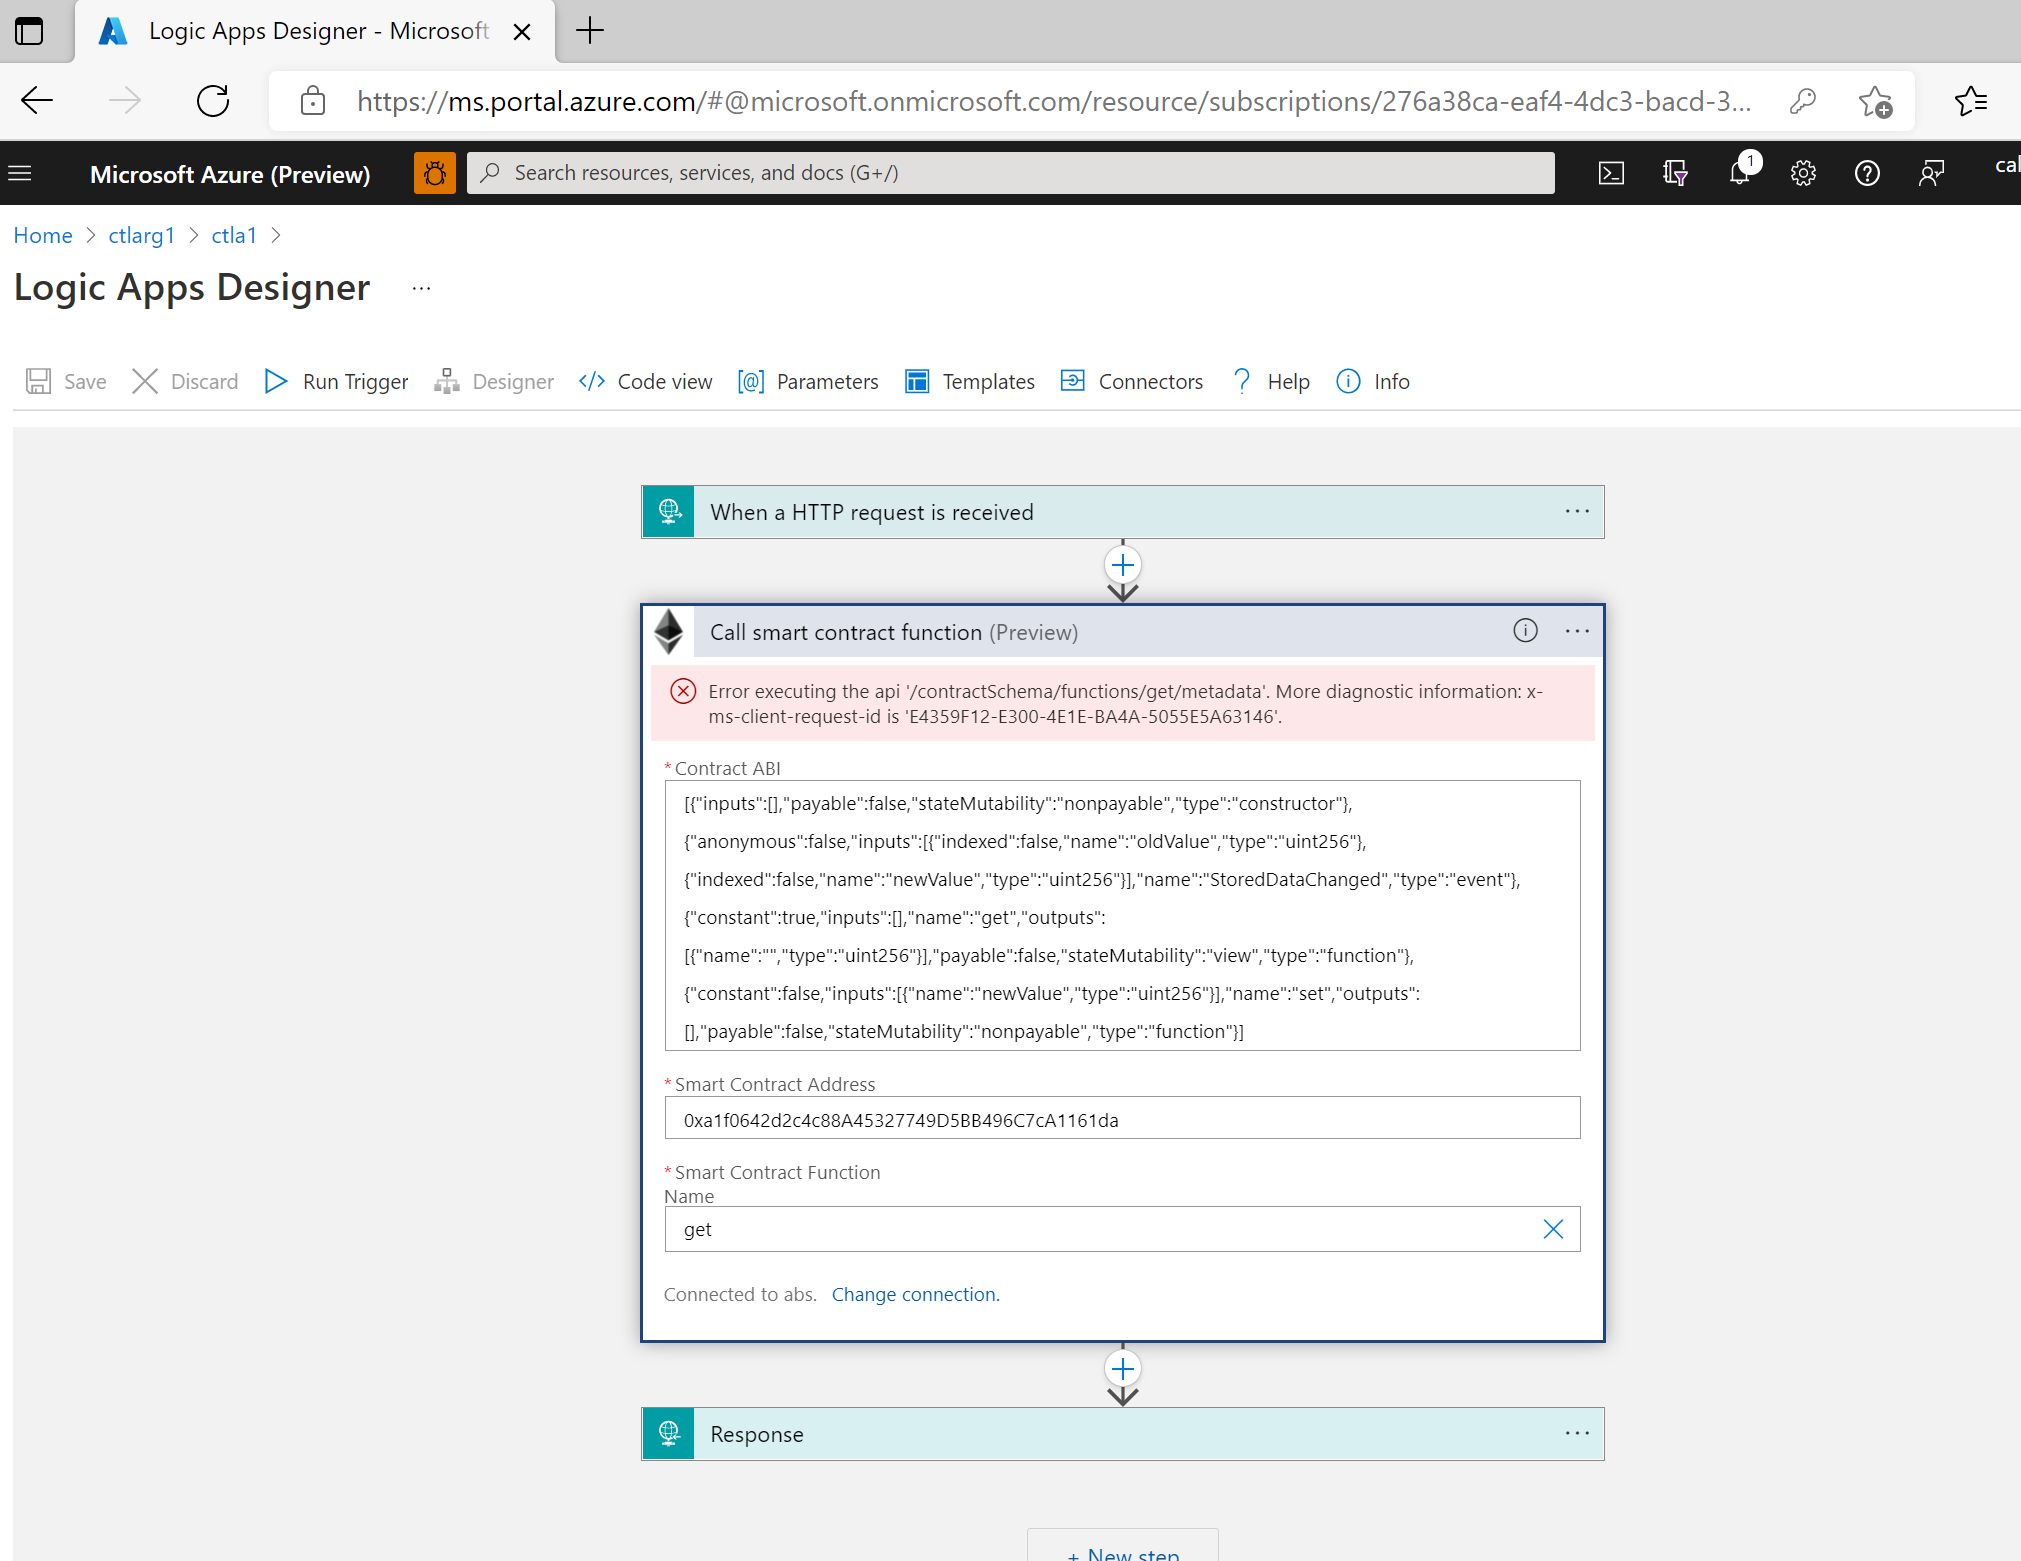 Logic Apps Designer - Microsoft
https://ms.portal.azure.com/#@microsoft.onmicrosoft.com/resource/subscriptions/276a38ca-eaf4-4dc3-bacd-3...
Microsoft Azure (Preview)
Search resources, services, and docs (G+/)
1
cal
Home > ctlarg1 > ctla1 >
Logic Apps Designer ...
Save Discard Run Trigger Designer </> Code view [@] Parameters Templates Connectors ? Help Info
When a HTTP request is received
Call smart contract function (Preview)
Error executing the api '/contractSchema/functions/get/metadata'. More diagnostic information: x-
ms-client-request-id is 'E4359F12-E300-4E1E-BA4A-5055E5A63146'.
* Contract ABI
[{"inputs":[],"payable":false,"stateMutability":"nonpayable","type":"constructor"},
{"anonymous":false,"inputs":[{"indexed":false,"name":"oldValue","type":"uint256"},
{"indexed":false,"name":"newValue","type":"uint256"}],"name":"StoredDataChanged","type":"event"},
{"constant":true,"inputs":[],"name":"get","outputs":
[{"name":"","type":"uint256"}],"payable":false,"stateMutability":"view","type":"function"},
{"constant":false,"inputs":[{"name":"newValue","type":"uint256"}],"name":"set","outputs":
[],"payable":false,"stateMutability":"nonpayable","type":"function"}]
* Smart Contract Address
0xa1f0642d2c4c88A45327749D5BB496C7cA1161da
* Smart Contract Function
Name
get
Connected to abs. Change connection.
Response
+ New step